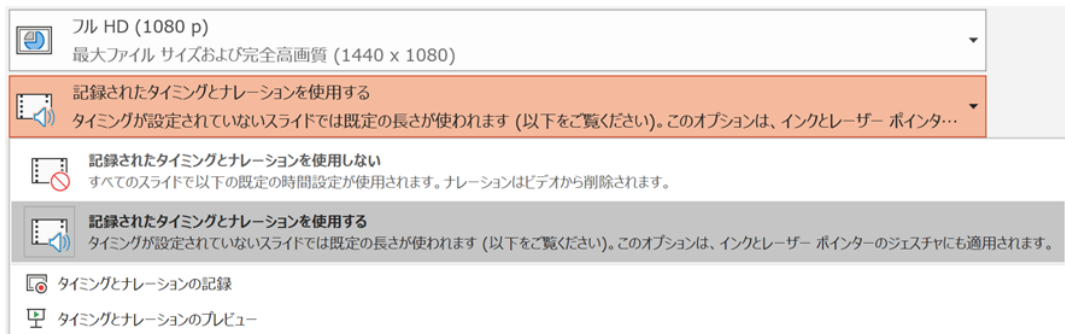 フル HD (1080 p)
最大ファイル サイズおよび完全高画質 (1440 x 1080)
記録されたタイミングとナレーションを使用する
タイミングが設定されていないスライドでは既定の長さが使われます (以下をご覧ください)。このオプションは、インクとレーザー ポインタ…
記録されたタイミングとナレーションを使用しない
すべてのスライドで以下の既定の時間設定が使用されます。ナレーションはビデオから削除されます。
記録されたタイミングとナレーションを使用する
タイミングが設定されていないスライドでは既定の長さが使われます (以下をご覧ください)。このオプションは、インクとレーザー ポインターのジェスチャにも適用されます。
タイミングとナレーションの記録
タイミングとナレーションのプレビュー